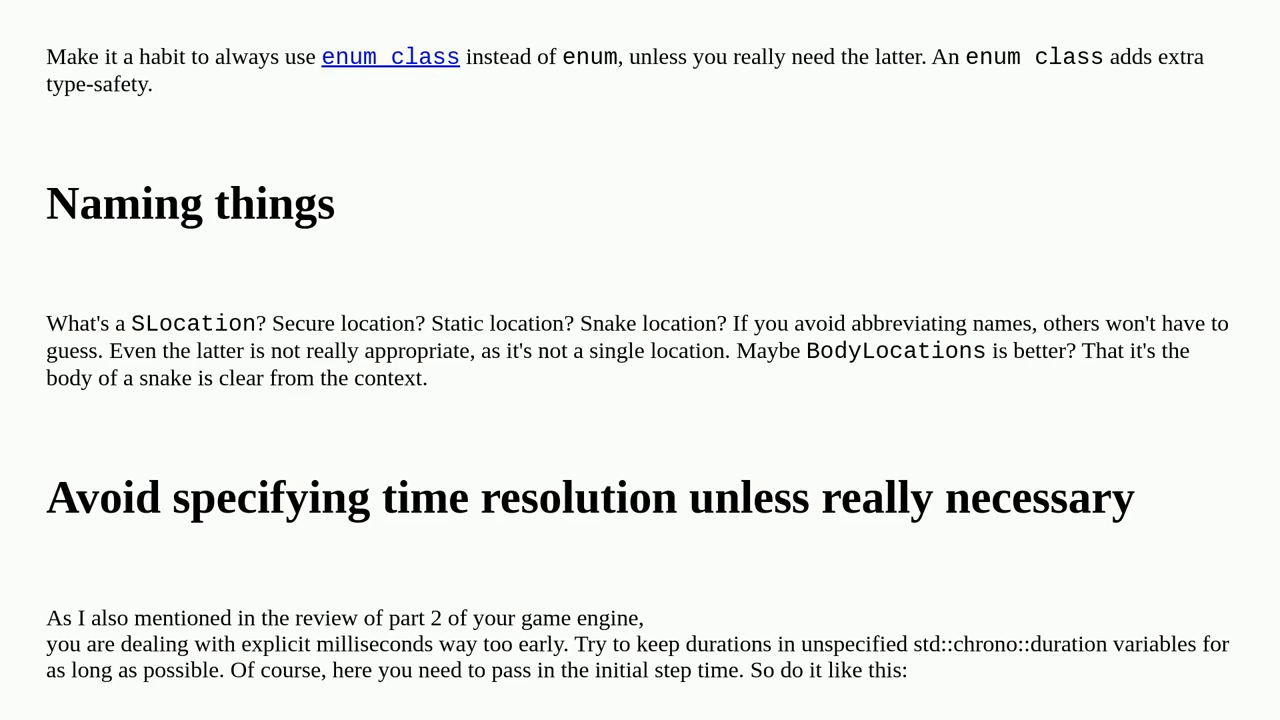 Make it a habit to always use enum class instead of enum, unless you really need the latter. An enum class adds extra
type-safety.
Naming things
What's a SLocation? Secure location? Static location? Snake location? If you avoid abbreviating names, others won't have to
guess. Even the latter is not really appropriate, as it's not a single location. Maybe BodyLocations is better? That it's the
body of a snake is clear from the context.
Avoid specifying time resolution unless really necessary
As I also mentioned in the review of part 2 of your game engine,
you are dealing with explicit milliseconds way too early. Try to keep durations in unspecified std::chrono::duration variables for
as long as possible. Of course, here you need to pass in the initial step time. So do it like this: